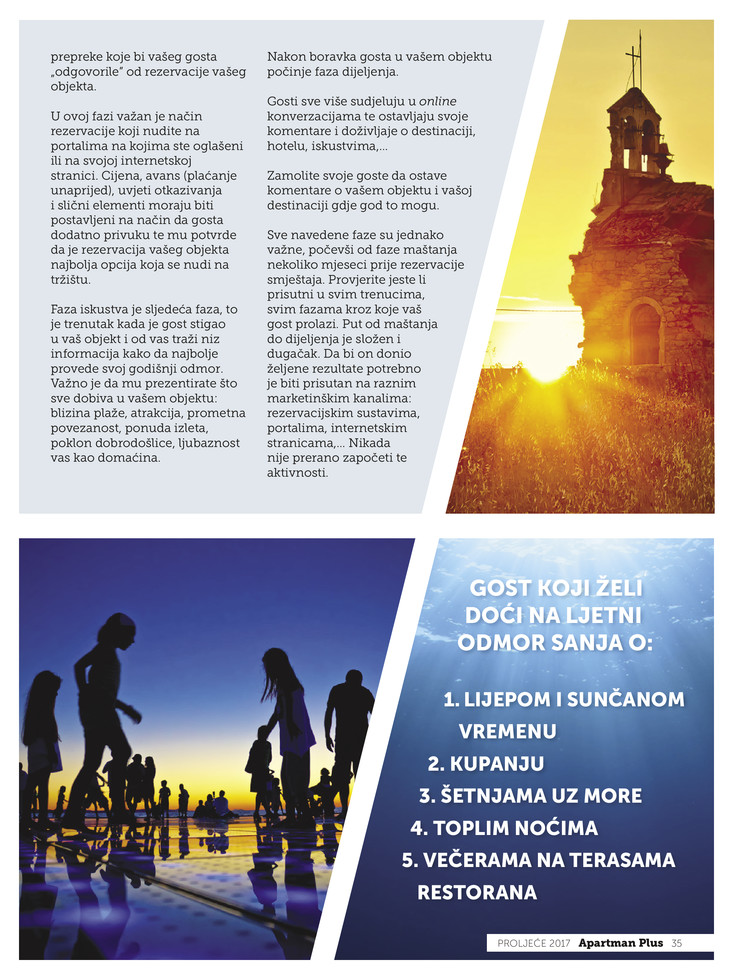 prepreke koje bi vašeg gosta
„odgovorile“ od rezervacije vašeg
objekta.
U ovoj fazi važan je način
rezervacije koji nudite na
portalima na kojima ste oglašeni
ili na svojoj internetskoj
stranici. Cijena, avans (plaćanje
unaprijed), uvjeti otkazivanja
i slični elementi moraju biti
postavljeni na način da gosta
dodatno privuku te mu potvrde
da je rezervacija vašeg objekta
najbolja opcija koja se nudi na
tržištu.
Faza iskustva je sljedeća faza, to
je trenutak kada je gost stigao
u vaš objekt i od vas traži niz
informacija kako da najbolje
provede svoj godišnji odmor.
Važno je da mu prezentirate što
sve dobiva u vašem objektu:
blizina plaže, atrakcija, prometna
povezanost, ponuda izleta,
poklon dobrodošlice, ljubaznost
vas kao domaćina.
Nakon boravka gosta u vašem objektu
počinje faza dijeljenja.
Gosti sve više sudjeluju u online
konverzacijama te ostavljaju svoje
komentare i doživljaje o destinaciji,
hotelu, iskustvima,...
Zamolite svoje goste da ostave
komentare o vašem objektu i vašoj
destinaciji gdje god to mogu.
Sve navedene faze su jednako
važne, počevši od faze maštanja
nekoliko mjeseci prije rezervacije
smještaja. Provjerite jeste li
prisutni u svim trenucima,
svim fazama kroz koje vaš
gost prolazi. Put od maštanja
do dijeljenja je složen i
dugačak. Da bi on donio
željene rezultate potrebno
je biti prisutan na raznim
marketinškim kanalima:
rezervacijskim sustavima,
portalima, internetskim
stranicama,... Nikada
nije prerano započeti te
aktivnosti.
GOST KOJI ŽELI
DOĆI NA LJETNI
ODMOR SANJA O:
1. LIJEPOM I SUNČANOM
VREMENU
2. KUPANJU
3. ŠETNJAMA UZ MORE
4. TOPLIM NOĆIMA
5. VEČERAMA NA TERASAMA
RESTORANA
PROLJEĆE 2017 Apartman Plus 35